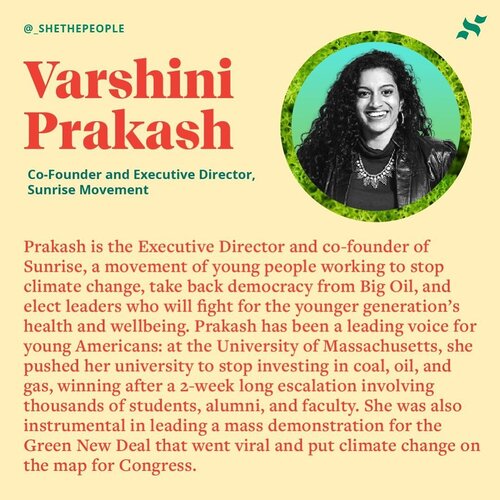 @_SHETHEPEOPLE
Varshini
Prakash
Co-Founder and Executive Director,
Sunrise Movement
Prakash is the Executive Director and co-founder of
Sunrise, a movement of young people working to stop
climate change, take back democracy from Big Oil, and
elect leaders who will fight for the younger generation’s
health and wellbeing. Prakash has been a leading voice for
young Americans: at the University of Massachusetts, she
pushed her university to stop investing in coal, oil, and
gas, winning after a 2-week long escalation involving
thousands of students, alumni, and faculty. She was also
instrumental in leading a mass demonstration for the
Green New Deal that went viral and put climate change on
the map for Congress.